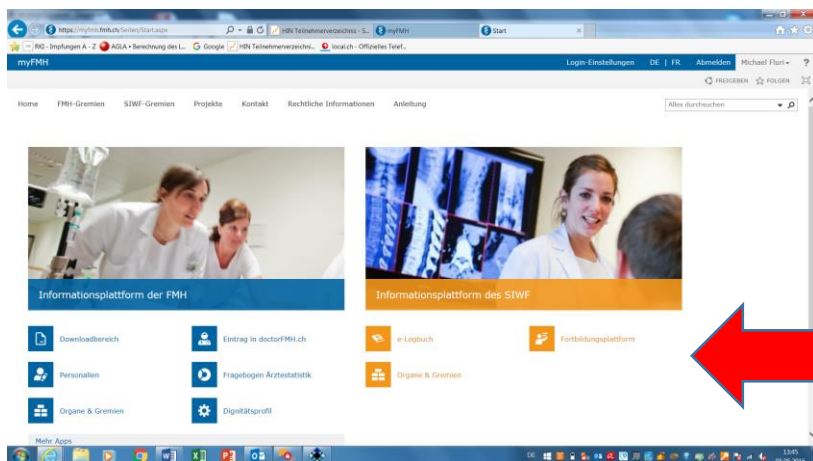 https://myfmh.fmh.ch/Seiten/Start.aspx
HIN Teilnehmerverzeichnis - S...
myFMH
Start
RKI - Impfungen A - Z
AGLA • Berechnung des L...
Google
HIN Teilnehmerverzeichni...
local.ch - Offizielles Telef...
myFMH
Login-Einstellungen
DE | FR
Abmelden
Michael Fluri
?
FREIGEBEN
FOLGEN
Home
FMH-Gremien
SIWF-Gremien
Projekte
Kontakt
Rechtliche Informationen
Anleitung
Alles durchsuchen
Informationsplattform der FMH
Informationsplattform des SIWF
Downloadbereich
Eintrag in doctorFMH.ch
e-Logbuch
Fortbildungsplattform
Personalien
Fragebogen Ärztestatistik
Organe & Gremien
Organe & Gremien
Dignitätsprofil
Mehr Apps
DE
13:45